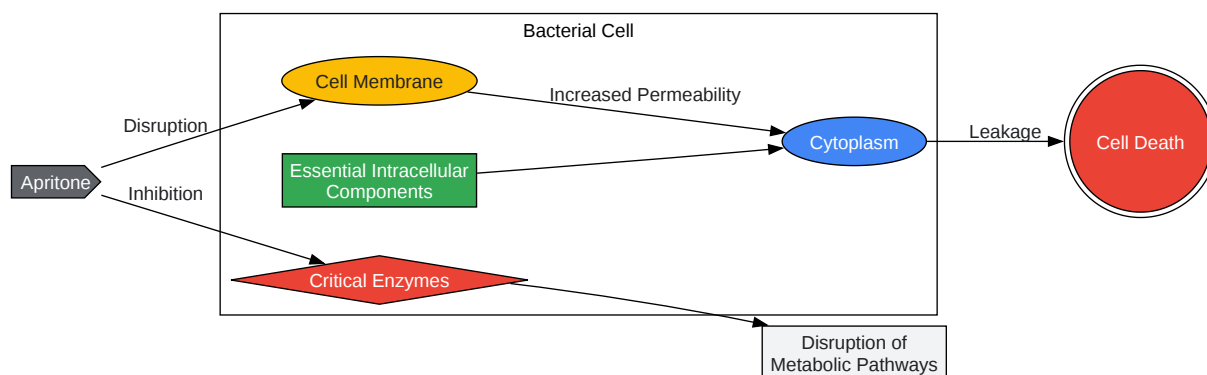 Bacterial Cell
Cell Membrane
Increased Permeability
Disruption
Cytoplasm
Leakage
Cell Death
Essential Intracellular
Components
Apritone
Inhibition
Critical Enzymes
Disruption of
Metabolic Pathways